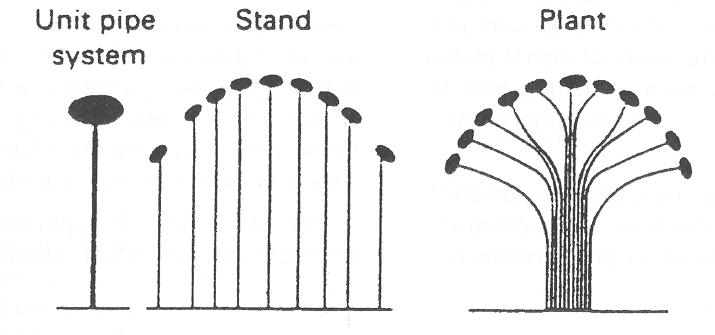 Unit pipe
system
Stand
Plant